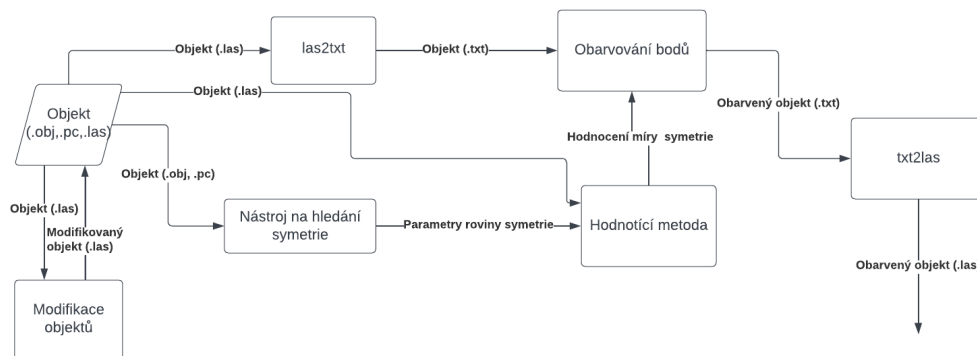 Objekt (.las)
las2txt
Objekt (.txt)
Obarvování bodů
Objekt (.las)
Obarvený objekt (.txt)
Objekt
(.obj,.pc,.las)
Hodnocení míry  symetrie
txt2las
Objekt (.obj, .pc)
Objekt (.las)
Nástroj na hledání
symetrie
Parametry roviny symetrie
Hodnotící metoda
Modifikovaný
objekt (.las)
Obarvený objekt (.las
Modifikace
objektů